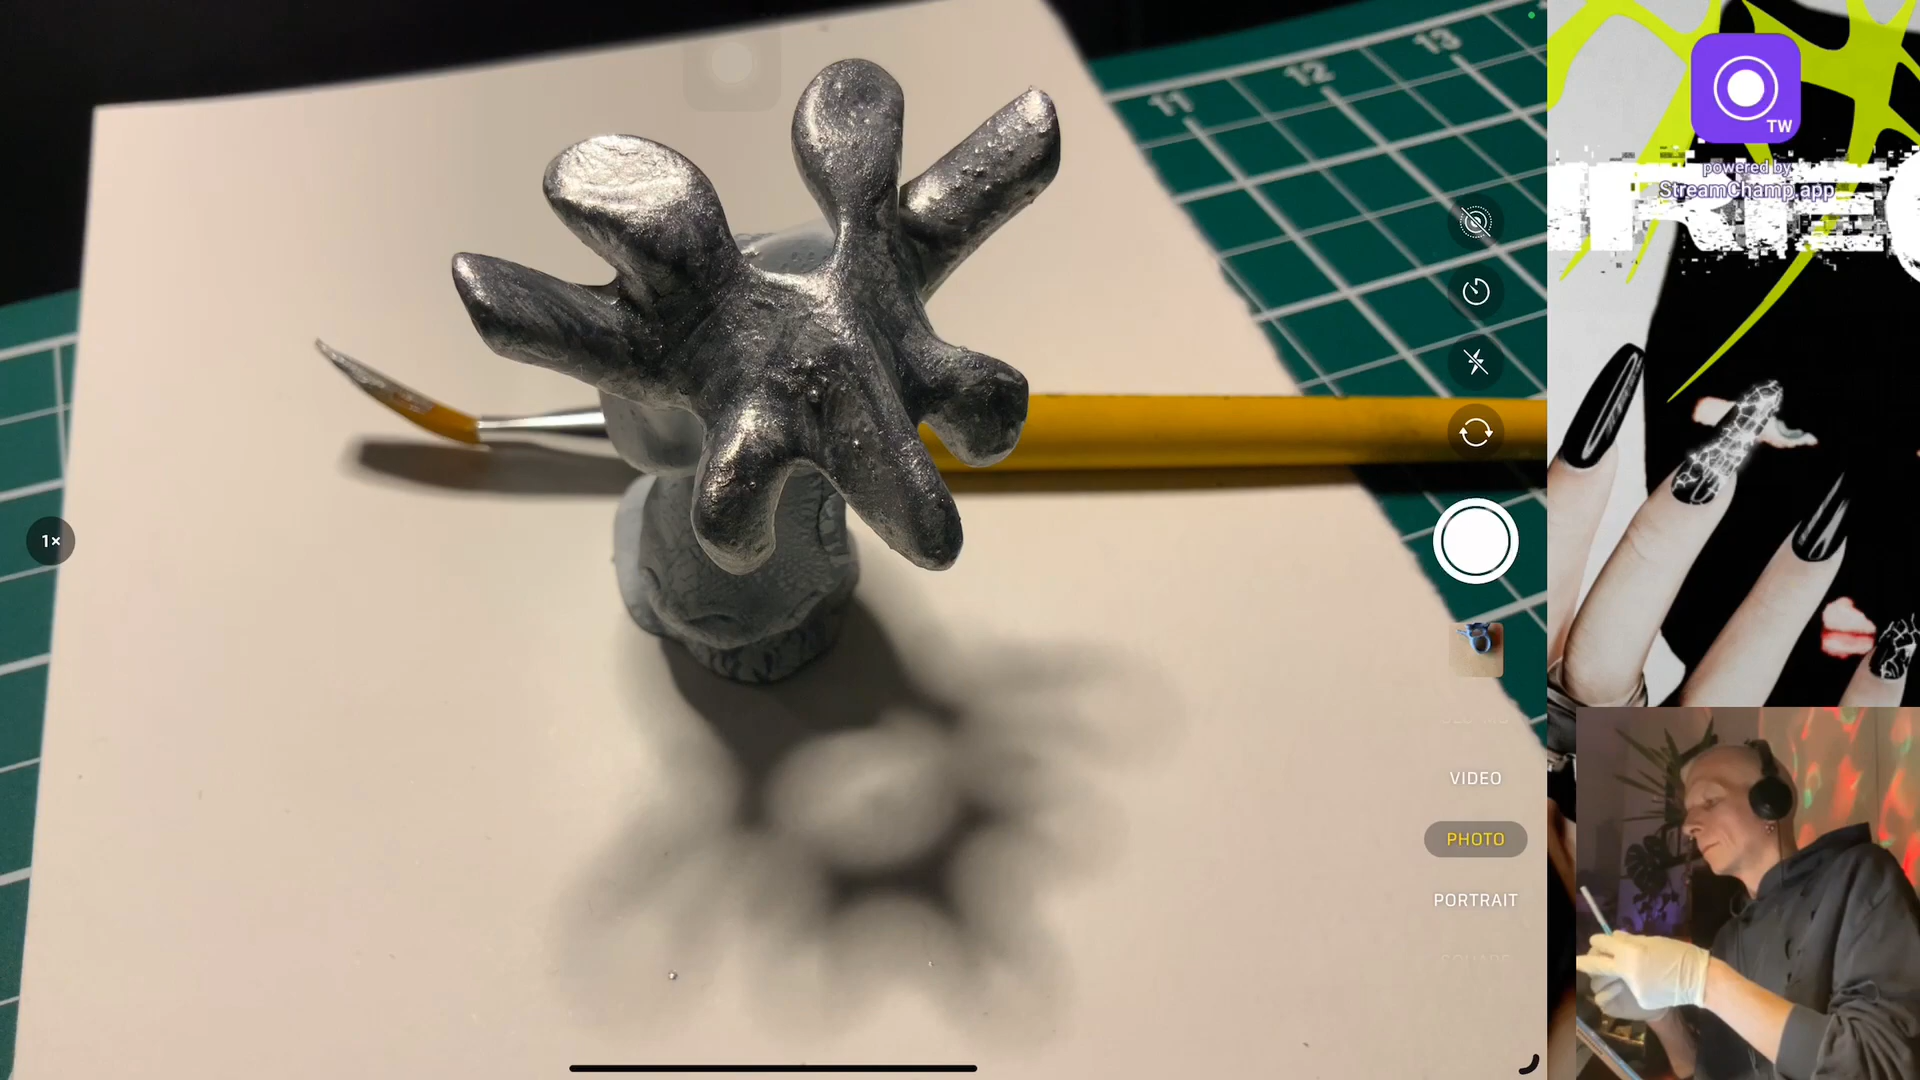 11
12
13
1×
VIDEO
PHOTO
PORTRAIT
TW
powered by
StreamChamp.app